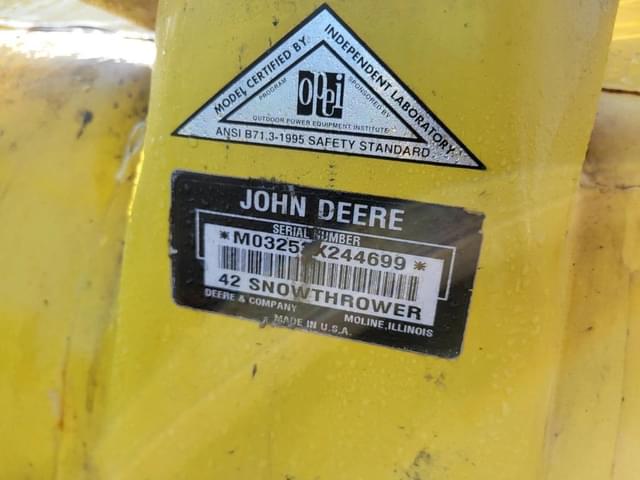 MODEL CERTIFIED BY INDEPENDENT LABORATORY
PROGRAM SPONSORED BY
opei
OUTDOOR POWER EQUIPMENT INSTITUTE
ANSI B71.3-1995 SAFETY STANDARD
JOHN DEERE
SERIAL NUMBER
42 SNOWTHROWER
DEERE & COMPANY MOLINE, ILLINOIS
MADE IN U.S.A.